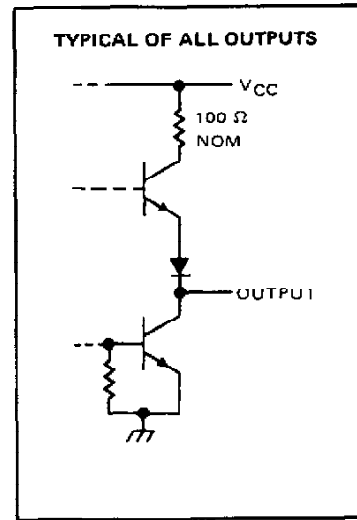 TYPICAL OF ALL OUTPUTS
VCC
100 Ω
NOM
OUTPUT